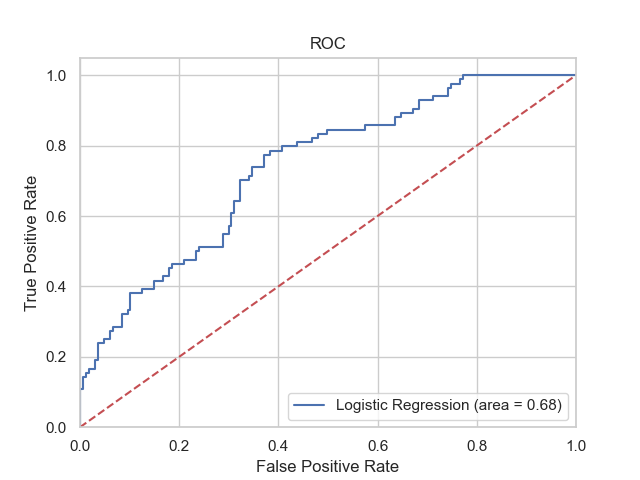 ROC
1.0
0.8
0.6
0.4
0.2
0.0
True Positive Rate
Logistic Regression (area = 0.68)
0.0 0.2 0.4 0.6 0.8 1.0
False Positive Rate